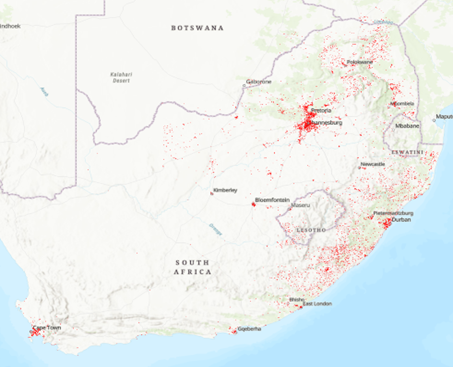 indhoek
BOTSWANA
Kalahari
Desert
Gaborone
Polokwane
Pretoria
Johannesburg
Mbombela
Maputo
Mbabane
ESWATINI
Newcastle
Kimberley
Bloemfontein
Maseru
LESOTHO
Pietermaritzburg
Durban
SOUTH
AFRICA
Bhisho
East London
Gqeberha
Cape Town